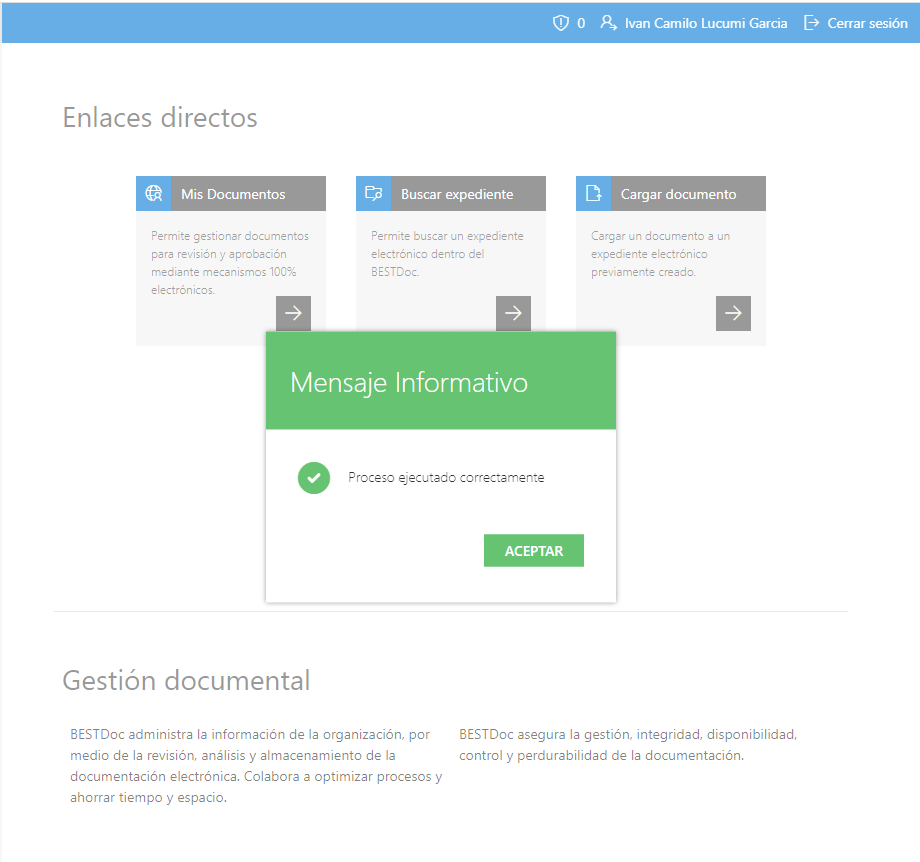 0 Ivan Camilo Lucumi Garcia Cerrar sesión
Enlaces directos
Mis Documentos
Permite gestionar documentos
para revisión y aprobación
mediante mecanismos 100%
electrónicos.
Buscar expediente
Permite buscar un expediente
electrónico dentro del
BESTDoc.
Cargar documento
Cargar un documento a un
expediente electrónico
previamente creado.
Mensaje Informativo
Proceso ejecutado correctamente
ACEPTAR
Gestión documental
BESTDoc administra la información de la organización, por
medio de la revisión, análisis y almacenamiento de la
documentación electrónica. Colabora a optimizar procesos y
ahorrar tiempo y espacio.
BESTDoc asegura la gestión, integridad, disponibilidad,
control y perdurabilidad de la documentación.